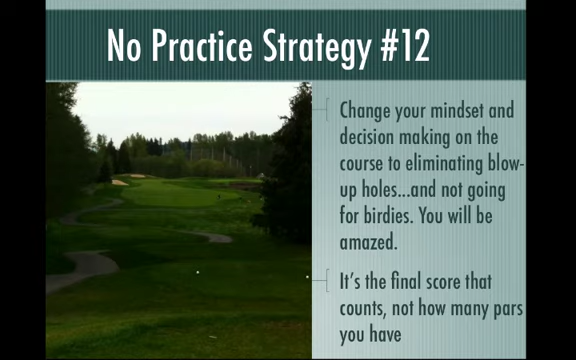 No Practice Strategy #12
Change your mindset and
decision making on the
course to eliminating blow-
up holes...and not going
for birdies. You will be
amazed.
It's the final score that
counts, not how many pars
you have